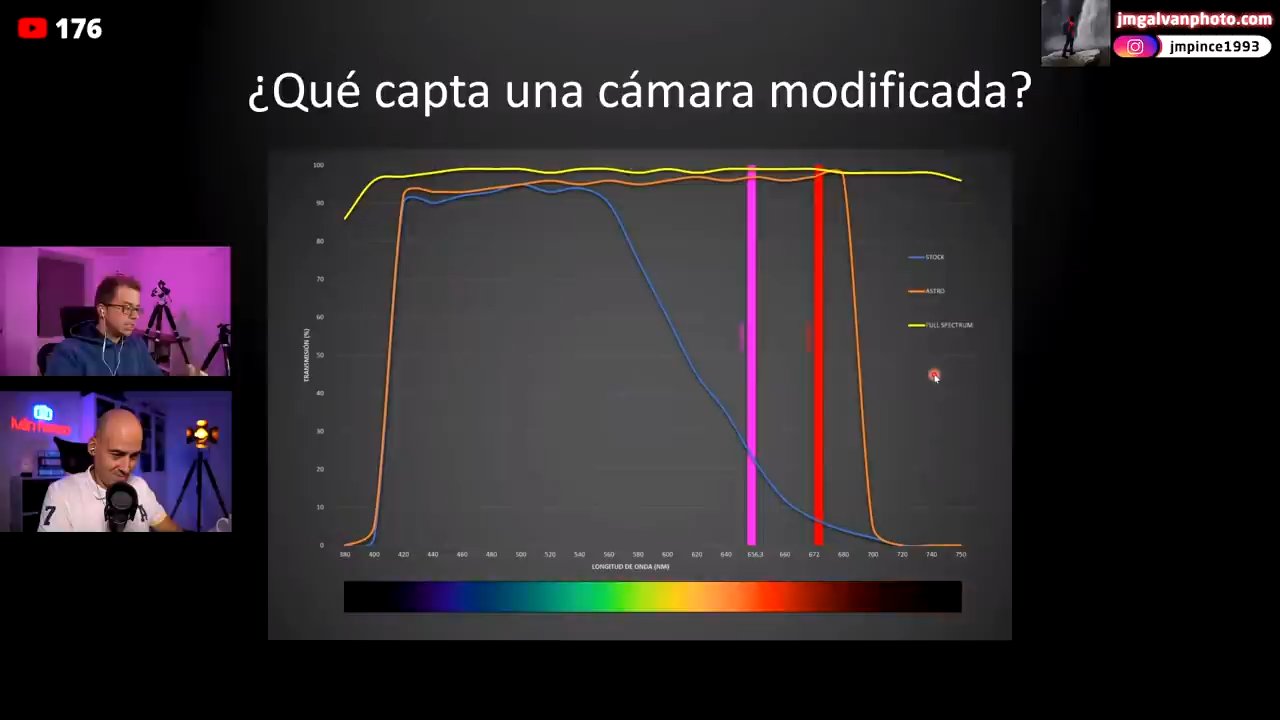 176
jmgalvanphoto.com
jmpince1993
¿Qué capta una cámara modificada?
100
90
80
70
60
50
40
30
20
10
0
TRANSMISIÓN (%)
STOCK
ASTRO
FULL SPECTRUM
380 400 420 440 460 480 500 520 540 560 580 600 620 640 656,3 660 672 680 700 720 740 750
LONGITUD DE ONDA (NM)
7